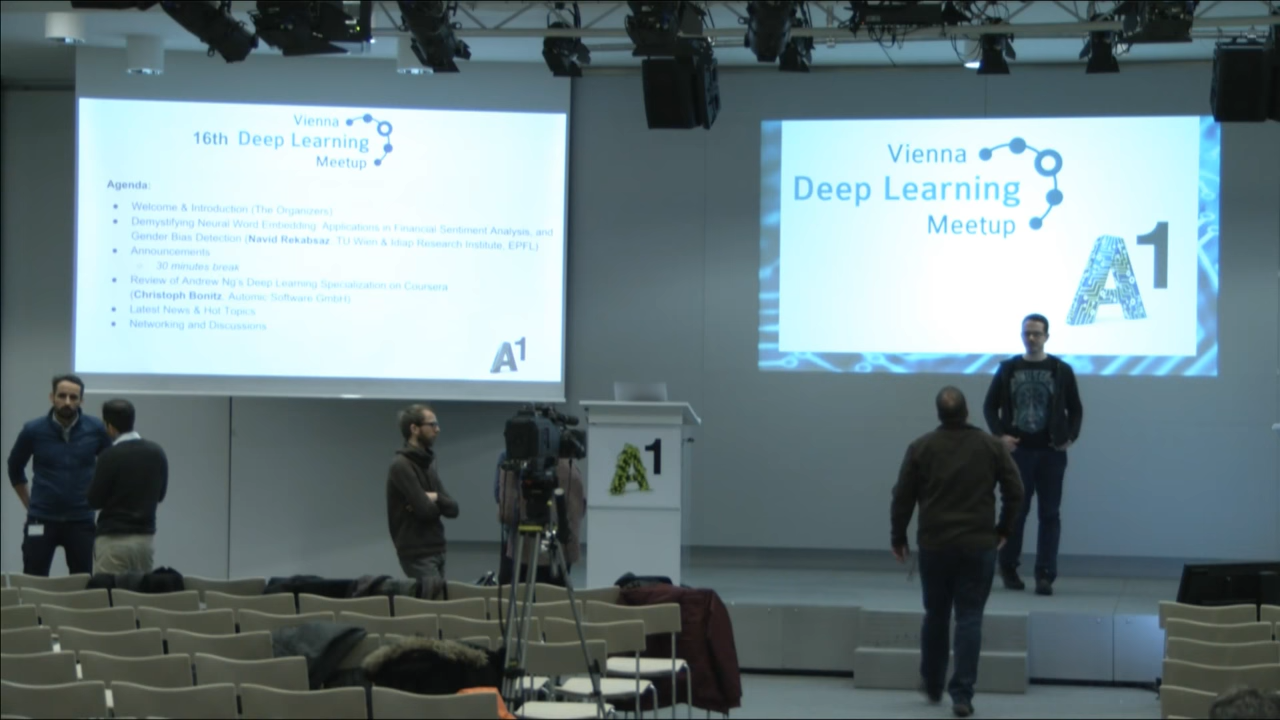 Vienna
16th Deep Learning
Meetup
Agenda:
Welcome & Introduction (The Organizers)
Demystifying Neural Word Embedding: Applications in Financial Sentiment Analysis, and
Gender Bias Detection (Navid Rekabsaz, TU Wien & Idiap Research Institute, EPFL)
Announcements
30 minutes break
Review of Andrew Ng's Deep Learning Specialization on Coursera
(Christoph Bonitz, Automic Software GmbH)
Latest News & Hot Topics
Networking and Discussions
A1
Vienna
Deep Learning
Meetup
A1
A1